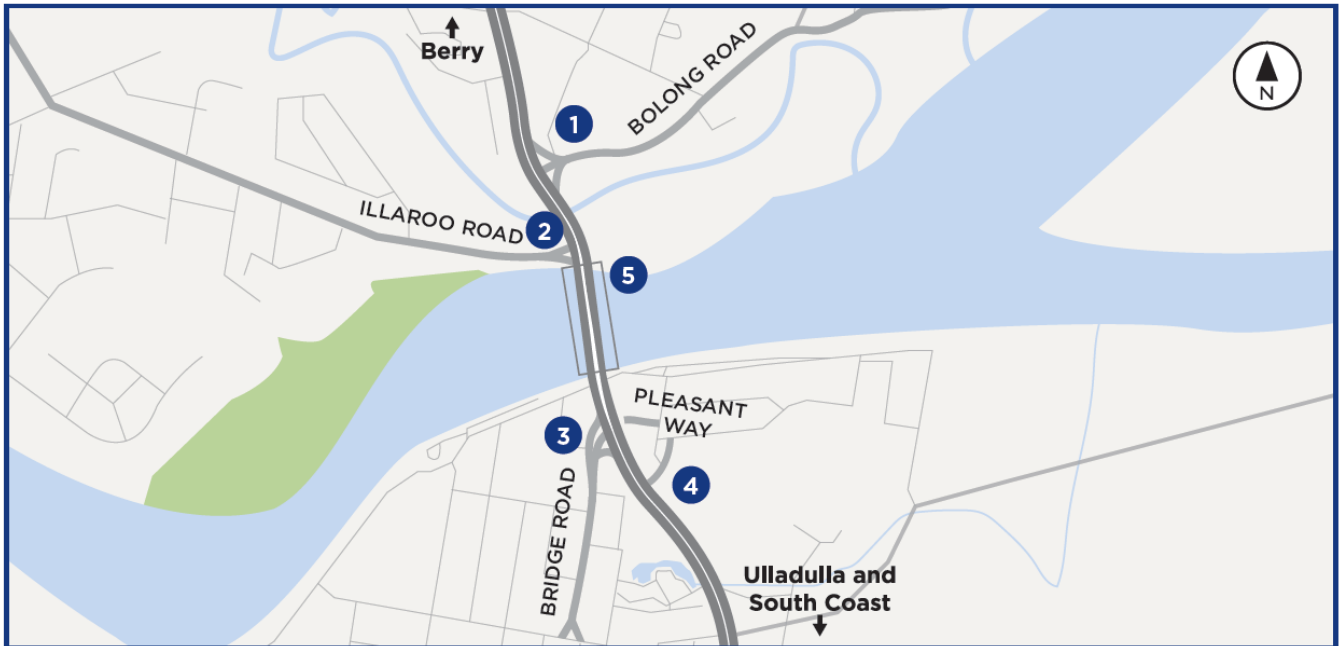 Berry
BOLONG ROAD
N
1
ILLAROO ROAD
2
5
PLEASANT
WAY
3
4
BRIDGE ROAD
Ulladulla and
South Coast